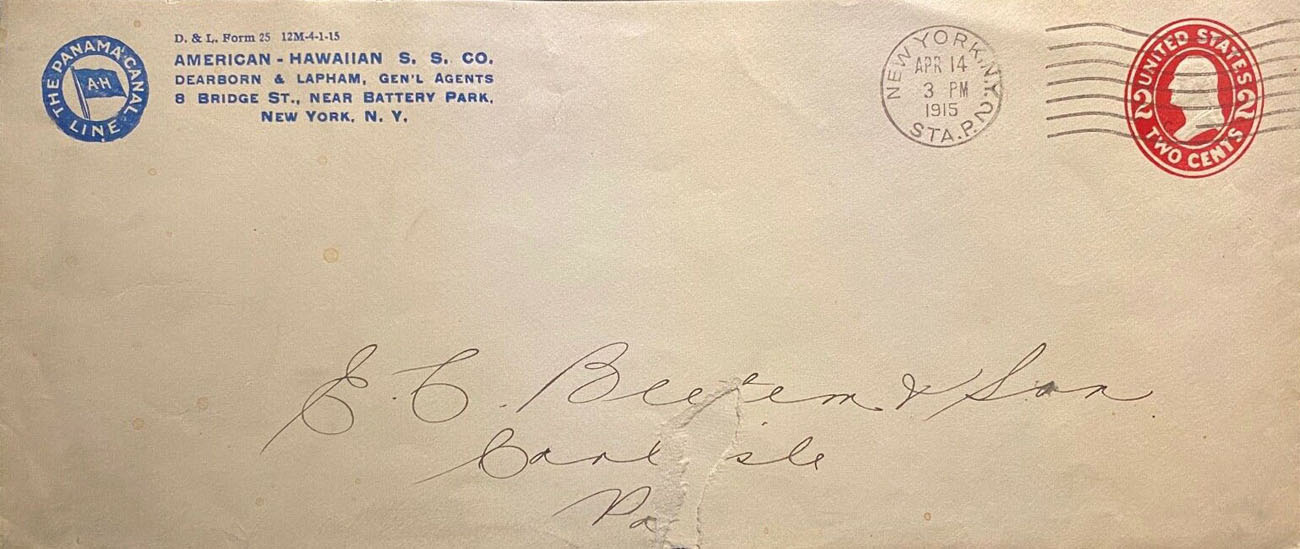 D. & L. Form 25 12M-4-1-15
THE PANAMA CANAL LINE
A-H
AMERICAN - HAWAIIAN S. S. CO.
DEARBORN & LAPHAM, GEN'L AGENTS
8 BRIDGE ST., NEAR BATTERY PARK,
NEW YORK, N. Y.
NEW YORK, N.Y. 2
APR 14
3 PM
1915
STA. P.
UNITED STATES
2 2
TWO CENTS
E. C. Beetem & Son
Carlisle
Pa